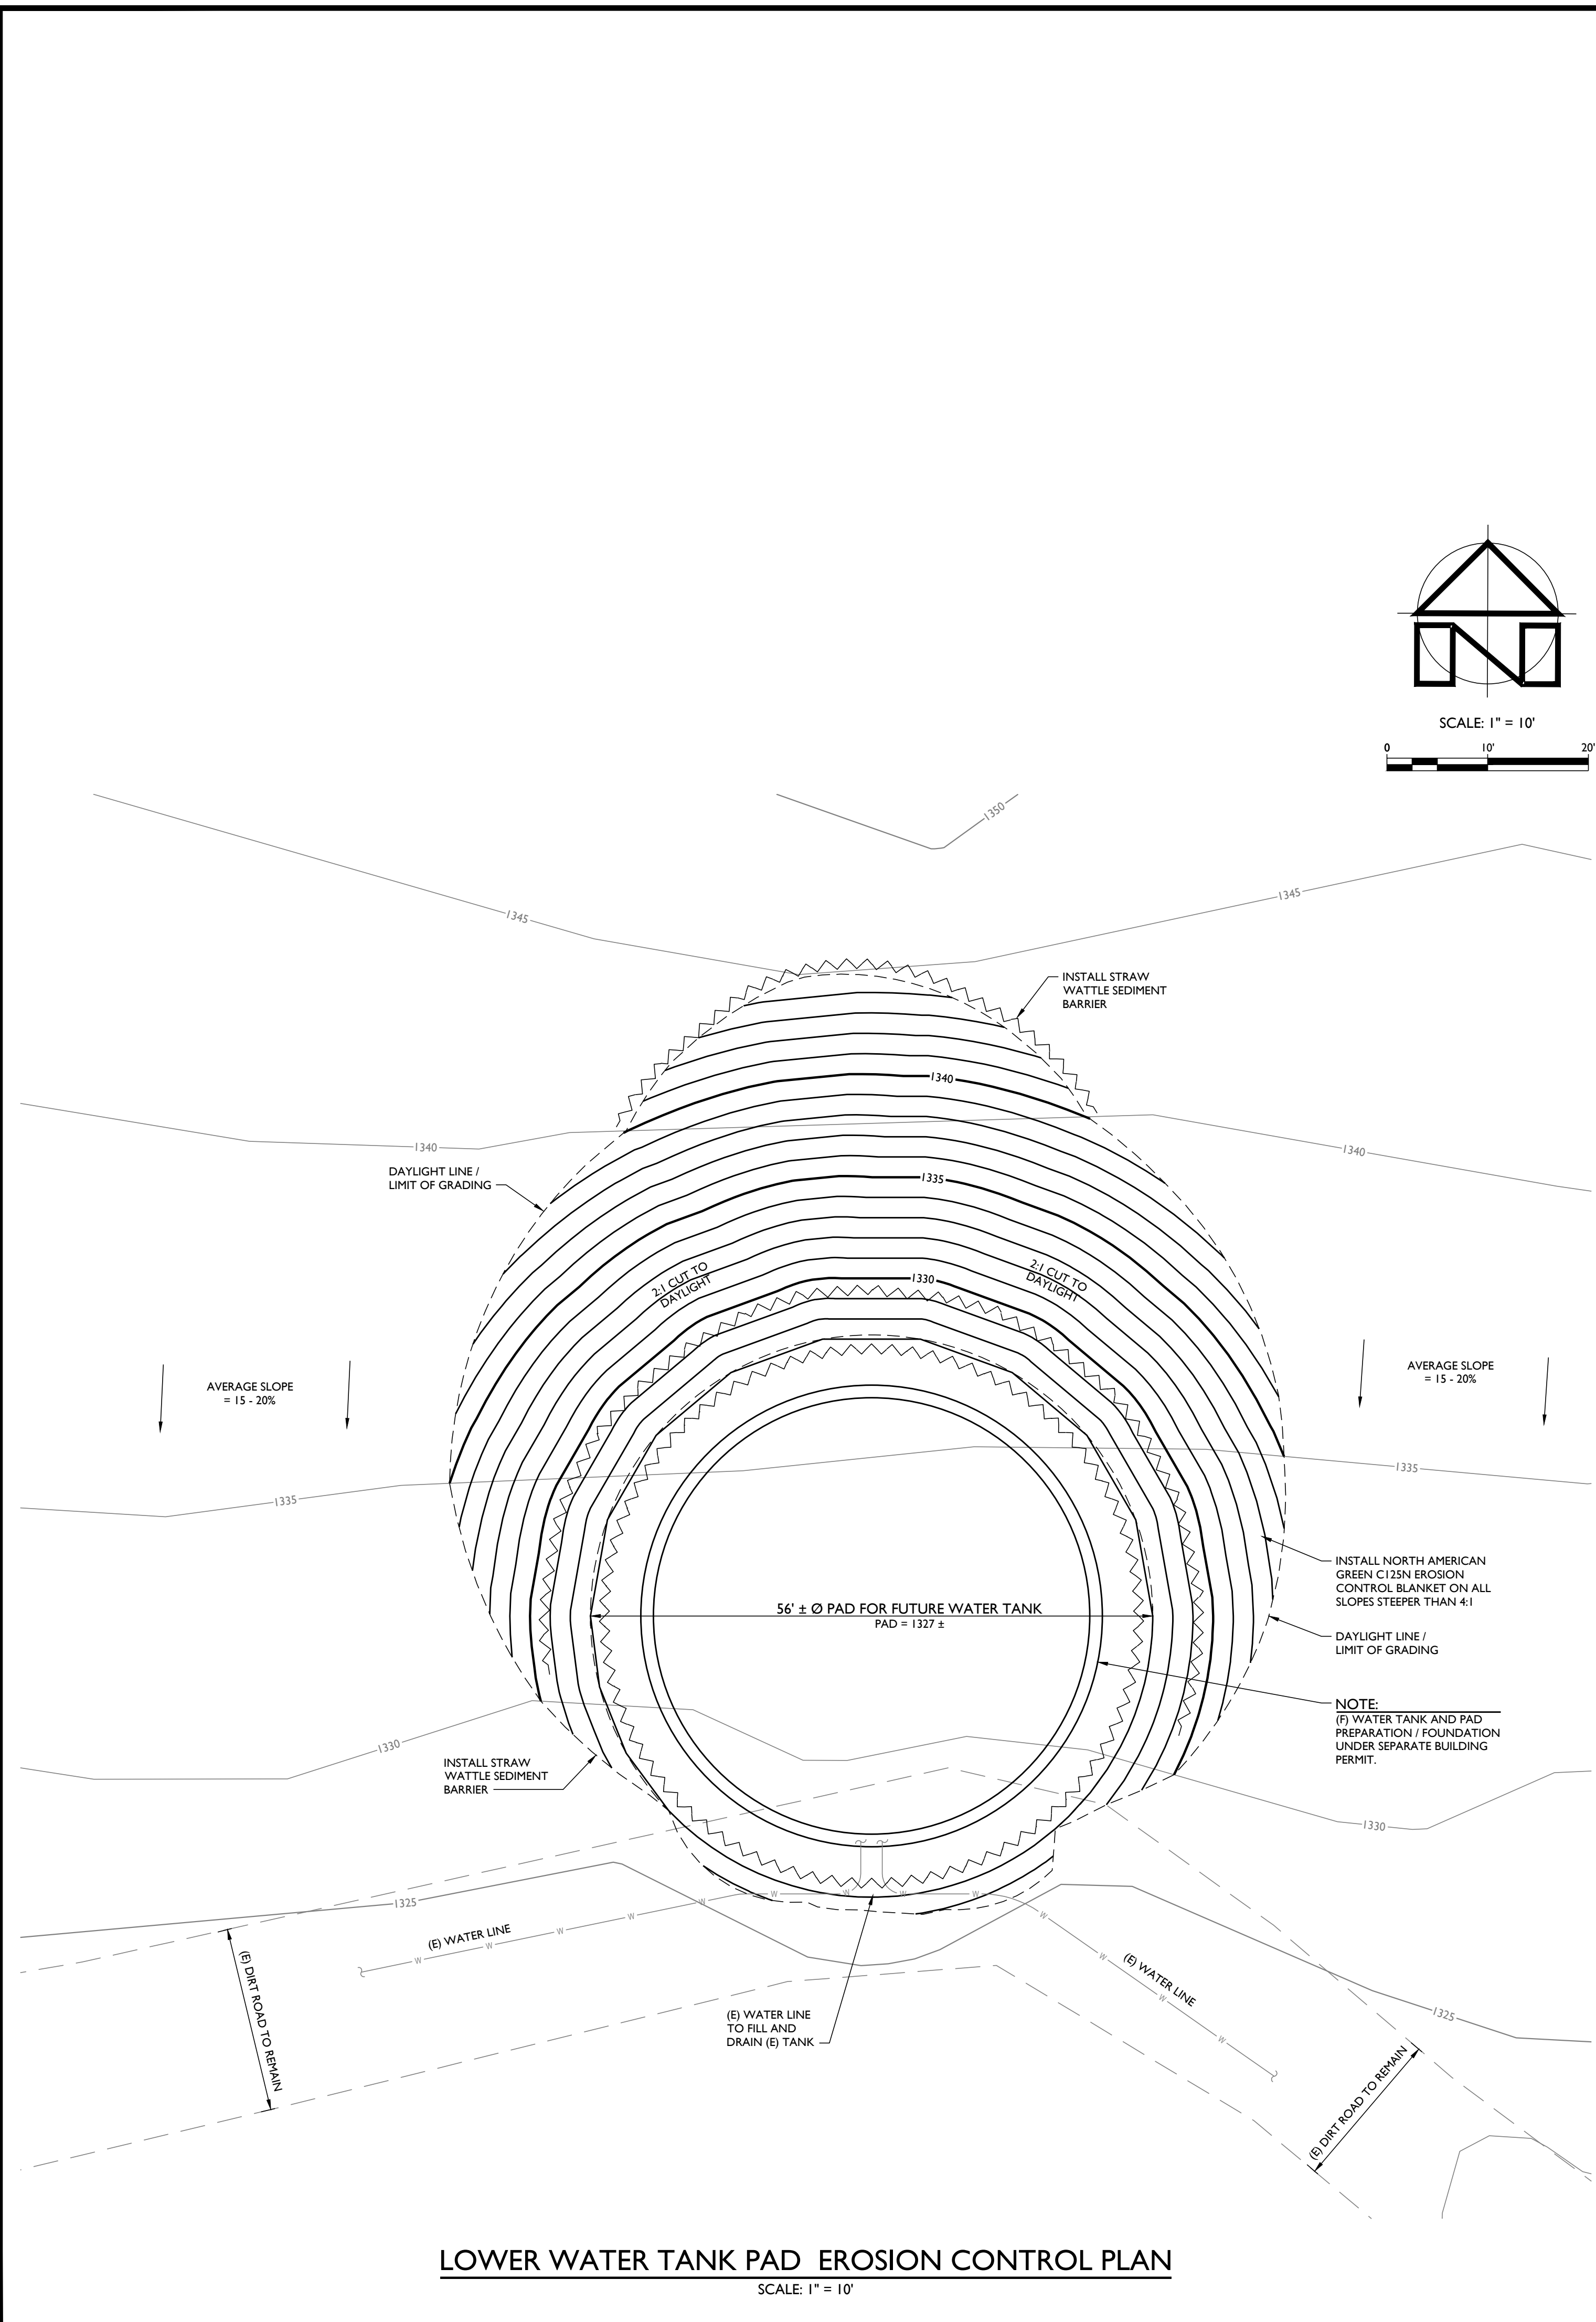 N
SCALE: 1" = 10'
0 10' 20'
1350
1345
1345
INSTALL STRAW
WATTLE SEDIMENT
BARRIER
1340
1340
1340
DAYLIGHT LINE /
LIMIT OF GRADING
1335
2:1 CUT TO
DAYLIGHT
2:1 CUT TO
DAYLIGHT
1330
AVERAGE SLOPE
= 15 - 20%
AVERAGE SLOPE
= 15 - 20%
1335
1335
INSTALL NORTH AMERICAN
GREEN C125N EROSION
CONTROL BLANKET ON ALL
SLOPES STEEPER THAN 4:1
56' ± Ø PAD FOR FUTURE WATER TANK
PAD = 1327 ±
DAYLIGHT LINE /
LIMIT OF GRADING
NOTE:
(F) WATER TANK AND PAD
PREPARATION / FOUNDATION
UNDER SEPARATE BUILDING
PERMIT.
1330
INSTALL STRAW
WATTLE SEDIMENT
BARRIER
1330
1325
W W W W W W W W W W W W W
(E) WATER LINE
(E) WATER LINE
(E) DIRT ROAD TO REMAIN
(E) WATER LINE
TO FILL AND
DRAIN (E) TANK
1325
(E) DIRT ROAD TO REMAIN
LOWER WATER TANK PAD EROSION CONTROL PLAN
SCALE: 1" = 10'